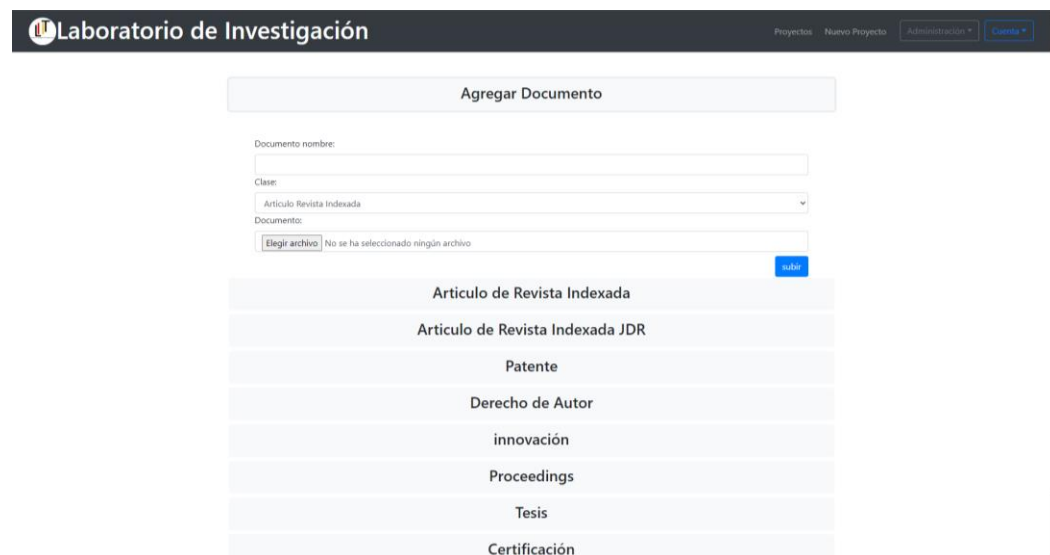 Laboratorio de Investigación
Proyectos Nuevo Proyecto Administración Cuenta
Agregar Documento
Documento nombre:
Clase:
Articulo Revista Indexada
Documento:
Elegir archivo No se ha seleccionado ningún archivo
subir
Articulo de Revista Indexada
Articulo de Revista Indexada JDR
Patente
Derecho de Autor
innovación
Proceedings
Tesis
Certificación